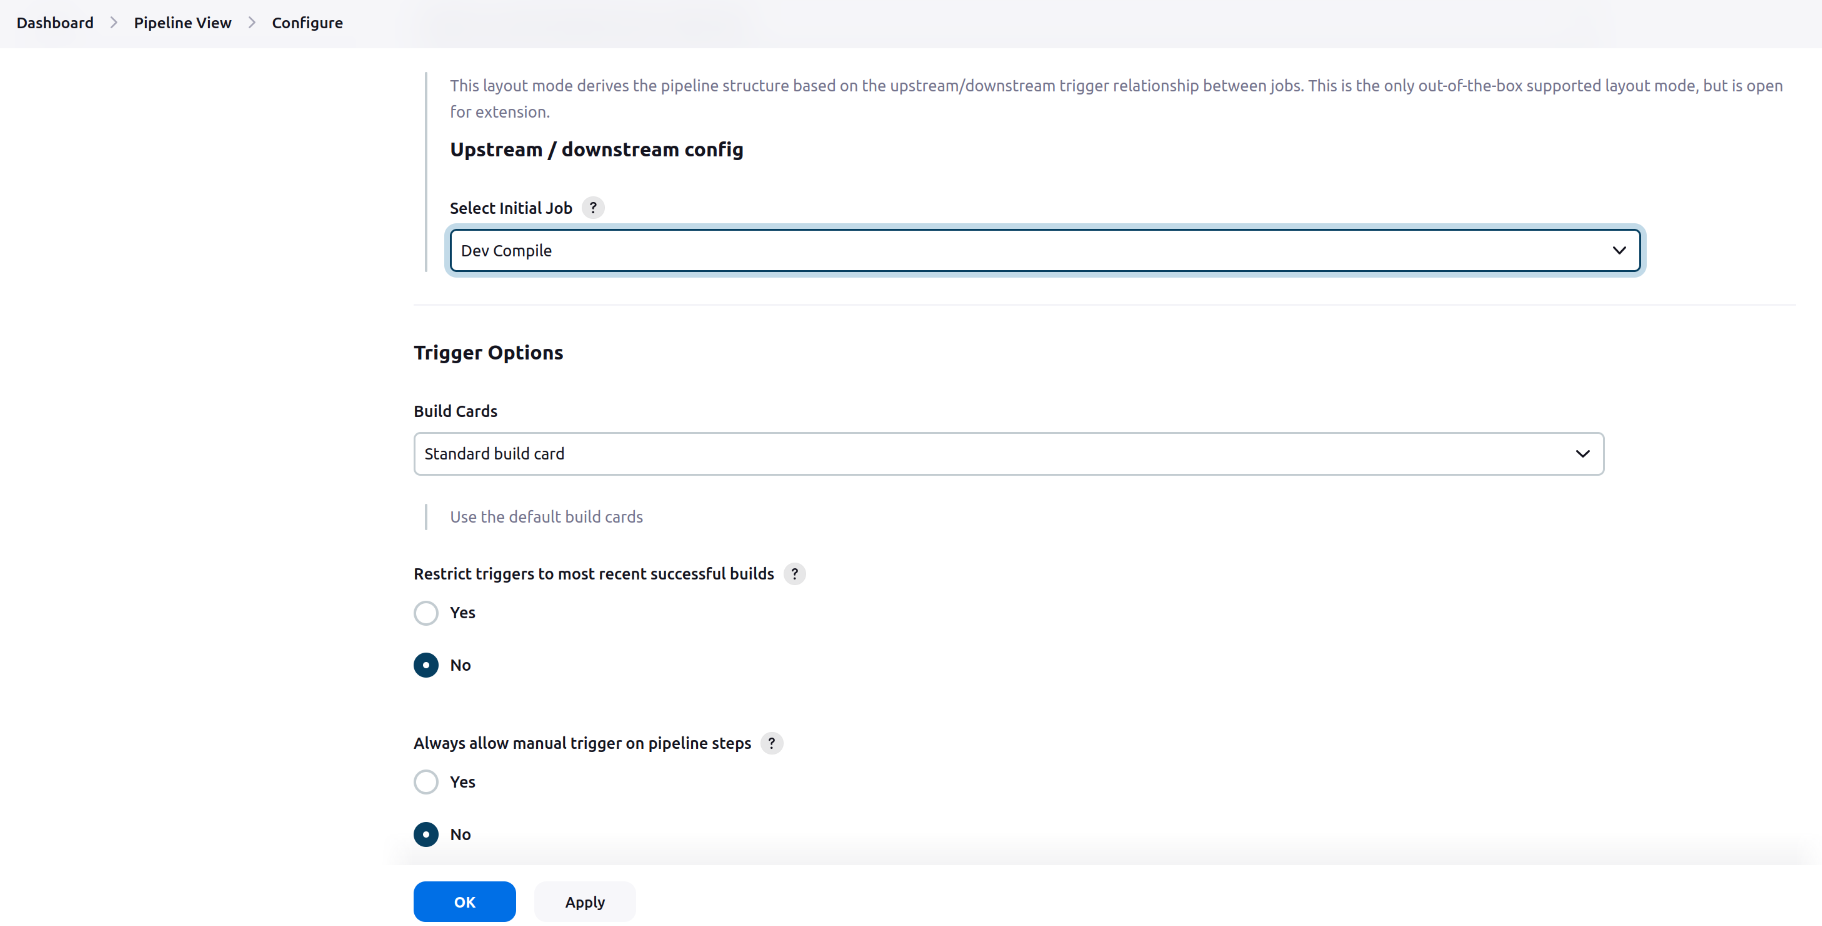 Dashboard > Pipeline View > Configure
This layout mode derives the pipeline structure based on the upstream/downstream trigger relationship between jobs. This is the only out-of-the-box supported layout mode, but is open
for extension.
Upstream / downstream config
Select Initial Job ?
Dev Compile
Trigger Options
Build Cards
Standard build card
Use the default build cards
Restrict triggers to most recent successful builds ?
Yes
No
Always allow manual trigger on pipeline steps ?
Yes
No
OK Apply